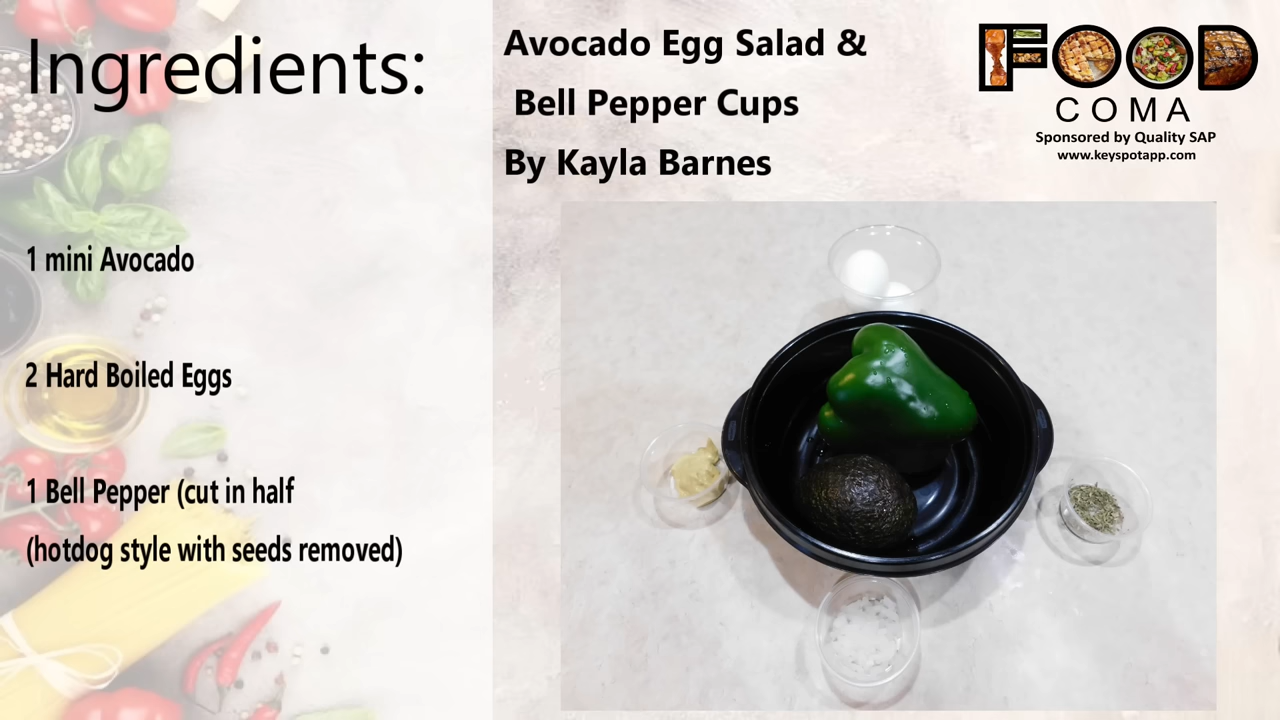 Ingredients:
1 mini Avocado
2 Hard Boiled Eggs
1 Bell Pepper (cut in half
(hotdog style with seeds removed)
Avocado Egg Salad &
Bell Pepper Cups
By Kayla Barnes
FOOD
COMA
Sponsored by Quality SAP
www.keyspotapp.com